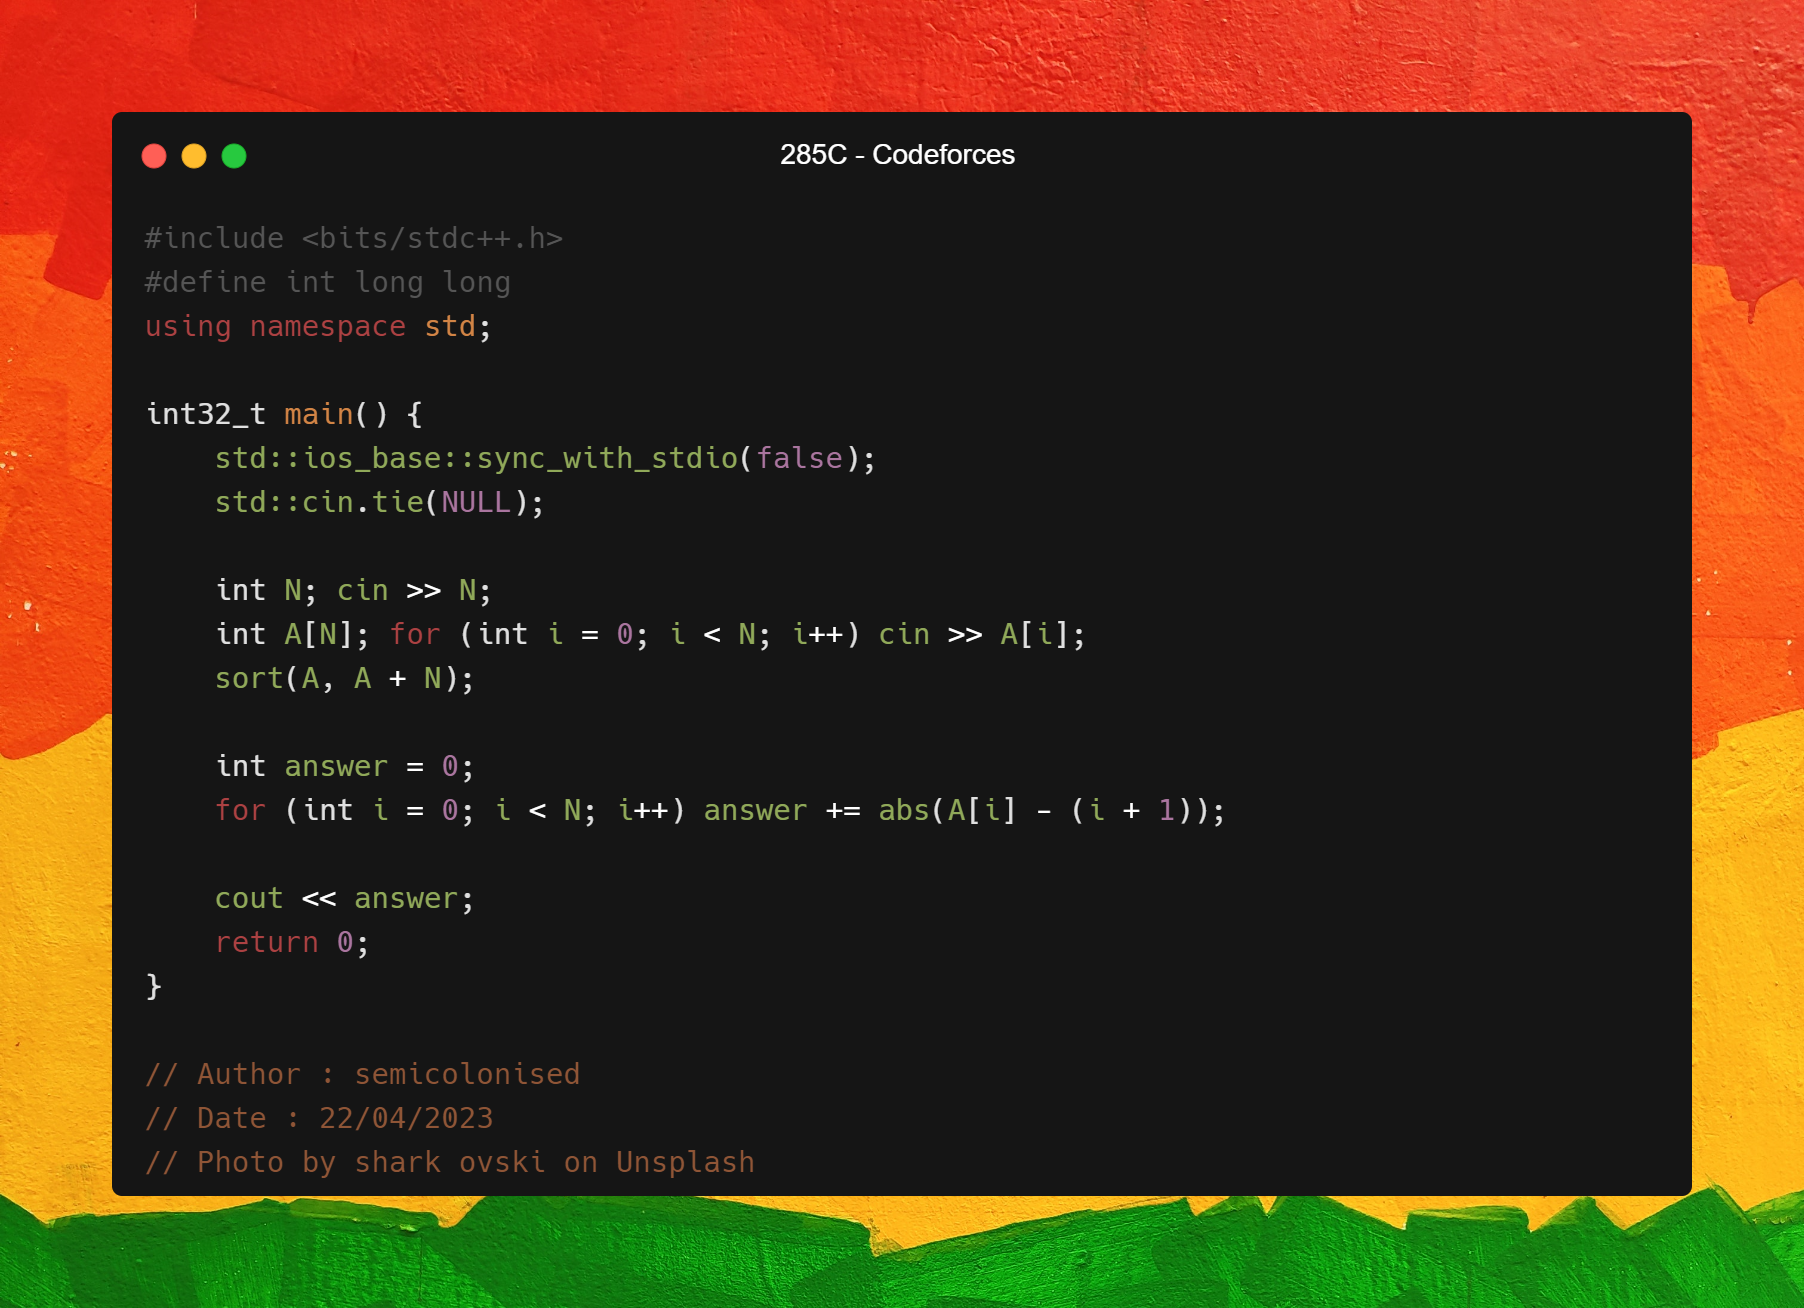 285C - Codeforces
#include <bits/stdc++.h>
#define int long long
using namespace std;
int32_t main() {
    std::ios_base::sync_with_stdio(false);
    std::cin.tie(NULL);
    int N; cin >> N;
    int A[N]; for (int i = 0; i < N; i++) cin >> A[i];
    sort(A, A + N);
    int answer = 0;
    for (int i = 0; i < N; i++) answer += abs(A[i] - (i + 1));
    cout << answer;
    return 0;
}
// Author : semicolonised
// Date : 22/04/2023
// Photo by shark ovski on Unsplash